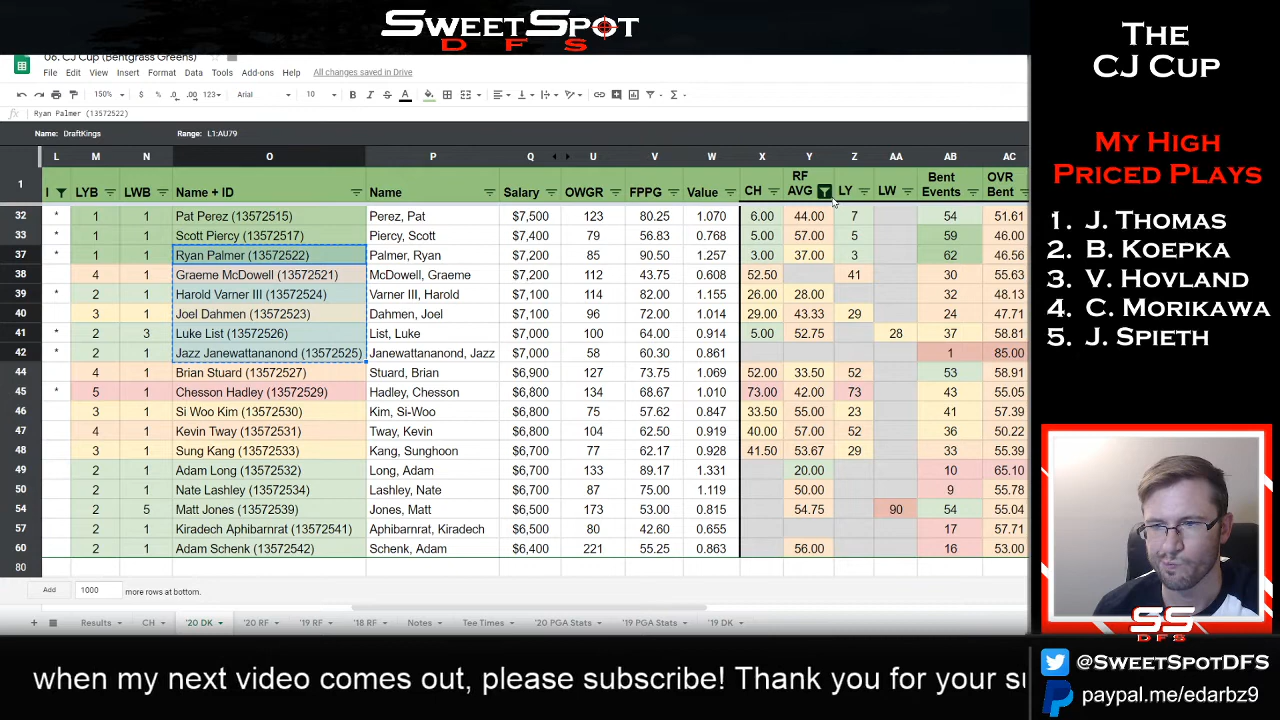 SWEETSPOT
DFS
06. CJ Cup (Bentgrass Greens)
File Edit View Insert Format Data Tools Add-ons Help All changes saved in Drive
150% $ % .0 .00 123 Arial 10 B I S A
fx Ryan Palmer (13572522)
Name: DraftKings Range: L1:AU79
L M N O P Q U V W X Y Z AA AB AC
1 I LYB LWB Name + ID Name Salary OWGR FPPG Value CH RF AVG LY LW Bent Events OVR Bent
32 * 1 1 Pat Perez (13572515) Perez, Pat $7,500 123 80.25 1.070 6.00 44.00 7 54 51.61
33 * 1 1 Scott Piercy (13572517) Piercy, Scott $7,400 79 56.83 0.768 5.00 57.00 5 59 46.00
37 * 1 1 Ryan Palmer (13572522) Palmer, Ryan $7,200 85 90.50 1.257 3.00 37.00 3 62 46.56
38 4 1 Graeme McDowell (13572521) McDowell, Graeme $7,200 112 43.75 0.608 52.50 41 30 55.63
39 * 2 1 Harold Varner III (13572524) Varner III, Harold $7,100 114 82.00 1.155 26.00 28.00 32 48.13
40 3 1 Joel Dahmen (13572523) Dahmen, Joel $7,100 96 72.00 1.014 29.00 43.33 29 24 47.71
41 * 2 3 Luke List (13572526) List, Luke $7,000 100 64.00 0.914 5.00 52.75 28 37 58.81
42 * 2 1 Jazz Janewattananond (13572525) Janewattananond, Jazz $7,000 58 60.30 0.861 1 85.00
44 4 1 Brian Stuard (13572527) Stuard, Brian $6,900 127 73.75 1.069 52.00 33.50 52 53 58.91
45 * 5 1 Chesson Hadley (13572529) Hadley, Chesson $6,800 134 68.67 1.010 73.00 42.00 73 43 55.05
46 3 1 Si Woo Kim (13572530) Kim, Si-Woo $6,800 75 57.62 0.847 33.50 55.00 23 41 57.39
47 4 1 Kevin Tway (13572531) Tway, Kevin $6,800 104 62.50 0.919 40.00 57.00 52 36 50.22
48 3 1 Sung Kang (13572533) Kang, Sunghoon $6,700 77 62.17 0.928 41.50 53.67 29 33 55.39
49 2 1 Adam Long (13572532) Long, Adam $6,700 133 89.17 1.331 20.00 10 65.10
50 2 1 Nate Lashley (13572534) Lashley, Nate $6,700 87 75.00 1.119 50.00 9 55.78
54 2 5 Matt Jones (13572539) Jones, Matt $6,500 173 53.00 0.815 54.75 90 54 55.04
57 2 1 Kiradech Aphibarnrat (13572541) Aphibarnrat, Kiradech $6,500 80 42.60 0.655 17 57.71
60 2 1 Adam Schenk (13572542) Schenk, Adam $6,400 221 55.25 0.863 56.00 16 53.00
80
Add 1000 more rows at bottom.
+ Results CH '20 DK '20 RF '19 RF '18 RF Notes Tee Times '20 PGA Stats '19 PGA Stats '19 DK
when my next video comes out, please subscribe! Thank you for your su
THE
CJ CUP
MY HIGH
PRICED PLAYS
1. J. THOMAS
2. B. KOEPKA
3. V. HOVLAND
4. C. MORIKAWA
5. J. SPIETH
SS
DFS
@SWEETSPOTDFS
paypal.me/edarbz9